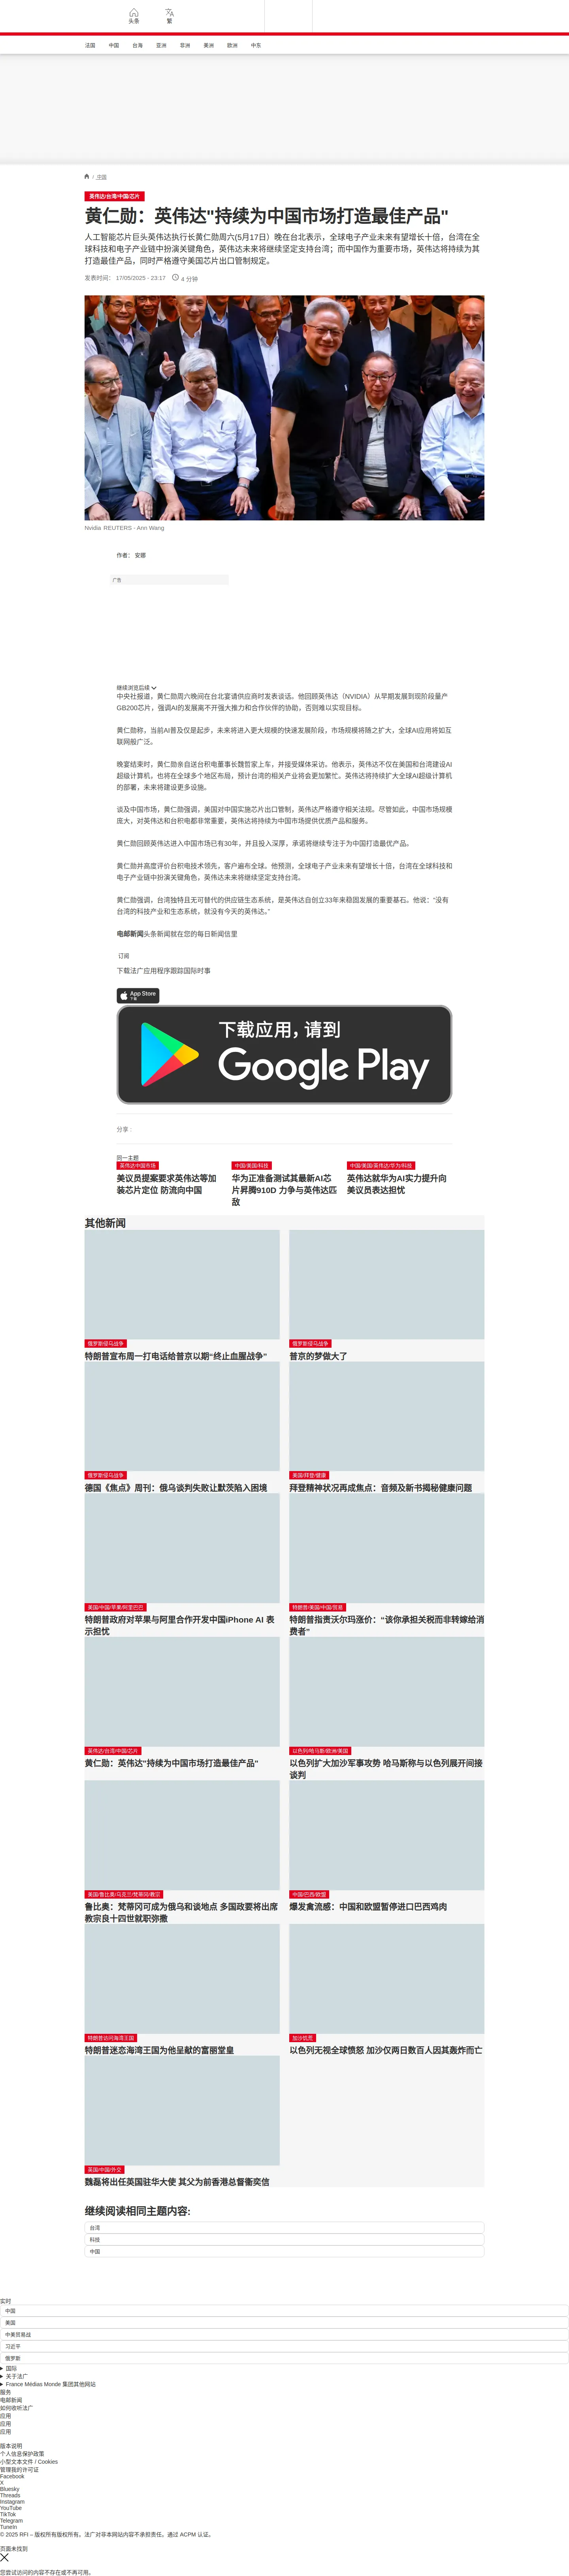 头条
繁
法国 中国 台海 亚洲 非洲 美洲 欧洲 中东
/ 中国
英伟达/台湾/中国/芯片
黄仁勋：英伟达"持续为中国市场打造最佳产品"
人工智能芯片巨头英伟达执行长黄仁勋周六(5月17日）晚在台北表示，全球电子产业未来有望增长十倍，台湾在全
球科技和电子产业链中扮演关键角色，英伟达未来将继续坚定支持台湾；而中国作为重要市场，英伟达将持续为其
打造最佳产品，同时严格遵守美国芯片出口管制规定。
发表时间： 17/05/2025 - 23:17 4 分钟
Nvidia REUTERS - Ann Wang
作者： 安娜
广告
继续浏览后续
中央社报道，黄仁勋周六晚间在台北宴请供应商时发表谈话。他回顾英伟达（NVIDIA）从早期发展到现阶段量产
GB200芯片，强调AI的发展离不开强大推力和合作伙伴的协助，否则难以实现目标。
黄仁勋称，当前AI普及仅是起步，未来将进入更大规模的快速发展阶段，市场规模将随之扩大，全球AI应用将如互
联网般广泛。
晚宴结束时，黄仁勋亲自送台积电董事长魏哲家上车，并接受媒体采访。他表示，英伟达不仅在美国和台湾建设AI
超级计算机，也将在全球多个地区布局，预计台湾的相关产业将会更加繁忙。英伟达将持续扩大全球AI超级计算机
的部署，未来将建设更多设施。
谈及中国市场，黄仁勋强调，美国对中国实施芯片出口管制，英伟达严格遵守相关法规。尽管如此，中国市场规模
庞大，对英伟达和台积电都非常重要，英伟达将持续为中国市场提供优质产品和服务。
黄仁勋回顾英伟达进入中国市场已有30年，并且投入深厚，承诺将继续专注于为中国打造最优产品。
黄仁勋并高度评价台积电技术领先，客户遍布全球。他预测，全球电子产业未来有望增长十倍，台湾在全球科技和
电子产业链中扮演关键角色，英伟达未来将继续坚定支持台湾。
黄仁勋强调，台湾独特且无可替代的供应链生态系统，是英伟达自创立33年来稳固发展的重要基石。他说：“没有
台湾的科技产业和生态系统，就没有今天的英伟达。”
电邮新闻头条新闻就在您的每日新闻信里
订阅
下载法广应用程序跟踪国际时事
App Store
下载
下载应用，请到
Google Play
分享 :
同一主题
英伟达中国市场
美议员提案要求英伟达等加
装芯片定位 防流向中国
中国/美国/科技
华为正准备测试其最新AI芯
片昇腾910D 力争与英伟达匹
敌
中国/美国/英伟达/华为/科技
英伟达就华为AI实力提升向
美议员表达担忧
其他新闻
俄罗斯侵乌战争
特朗普宣布周一打电话给普京以期“终止血腥战争”
俄罗斯侵乌战争
普京的梦做大了
俄罗斯侵乌战争
德国《焦点》周刊：俄乌谈判失败让默茨陷入困境
美国/拜登/健康
拜登精神状况再成焦点：音频及新书揭秘健康问题
美国/中国/苹果/阿里巴巴
特朗普政府对苹果与阿里合作开发中国iPhone AI 表
示担忧
特朗普/美国/中国/贸易
特朗普指责沃尔玛涨价：“该你承担关税而非转嫁给消
费者”
英伟达/台湾/中国/芯片
黄仁勋：英伟达"持续为中国市场打造最佳产品"
以色列/哈马斯/欧洲/美国
以色列扩大加沙军事攻势 哈马斯称与以色列展开间接
谈判
美国/鲁比奥/乌克兰/梵蒂冈/教宗
鲁比奥：梵蒂冈可成为俄乌和谈地点 多国政要将出席
教宗良十四世就职弥撒
中国/巴西/欧盟
爆发禽流感：中国和欧盟暂停进口巴西鸡肉
特朗普访问海湾王国
特朗普迷恋海湾王国为他呈献的富丽堂皇
加沙饥荒
以色列无视全球愤怒 加沙仅两日数百人因其轰炸而亡
英国/中国/外交
魏磊将出任英国驻华大使 其父为前香港总督衞奕信
继续阅读相同主题内容:
台湾
科技
中国
实时
中国
美国
中美贸易战
习近平
俄罗斯
国际
关于法广
France Médias Monde 集团其他网站
服务
电邮新闻
如何收听法广
应用
应用
应用
版本说明
个人信息保护政策
小型文本文件 / Cookies
管理我的许可证
Facebook
X
Bluesky
Threads
Instagram
YouTube
TikTok
Telegram
TuneIn
© 2025 RFI – 版权所有版权所有。法广对非本网站内容不承担责任。通过 ACPM 认证。
页面未找到
您尝试访问的内容不存在或不再可用。